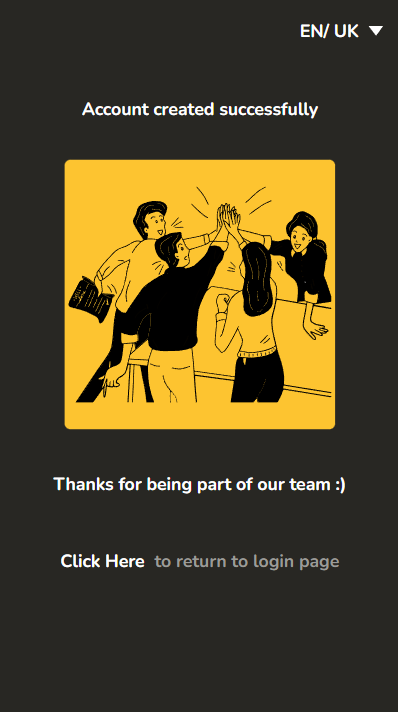 EN/ UK
Account created successfully
Thanks for being part of our team :)
Click Here to return to login page